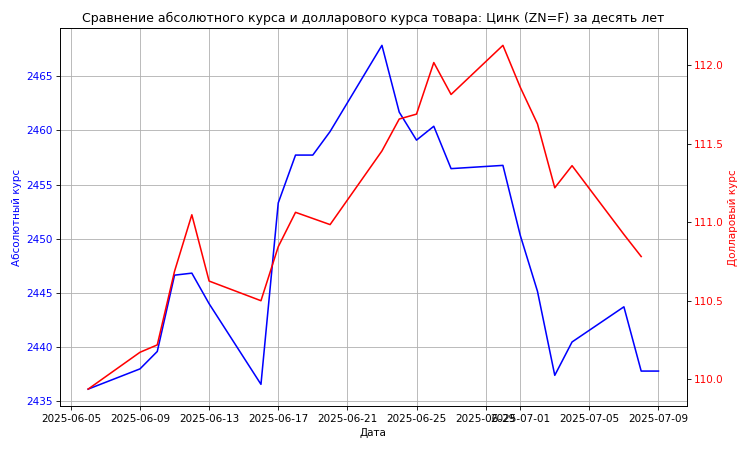 Сравнение абсолютного курса и долларового курса товара: Цинк (ZN=F) за десять лет
2465
2460
2455
2450
2445
2440
2435
Абсолютный курс
112.0
111.5
111.0
110.5
110.0
Долларовый курс
2025-06-05 2025-06-09 2025-06-13 2025-06-17 2025-06-21 2025-06-25 2025-06-29 2025-07-01 2025-07-05 2025-07-09
Дата